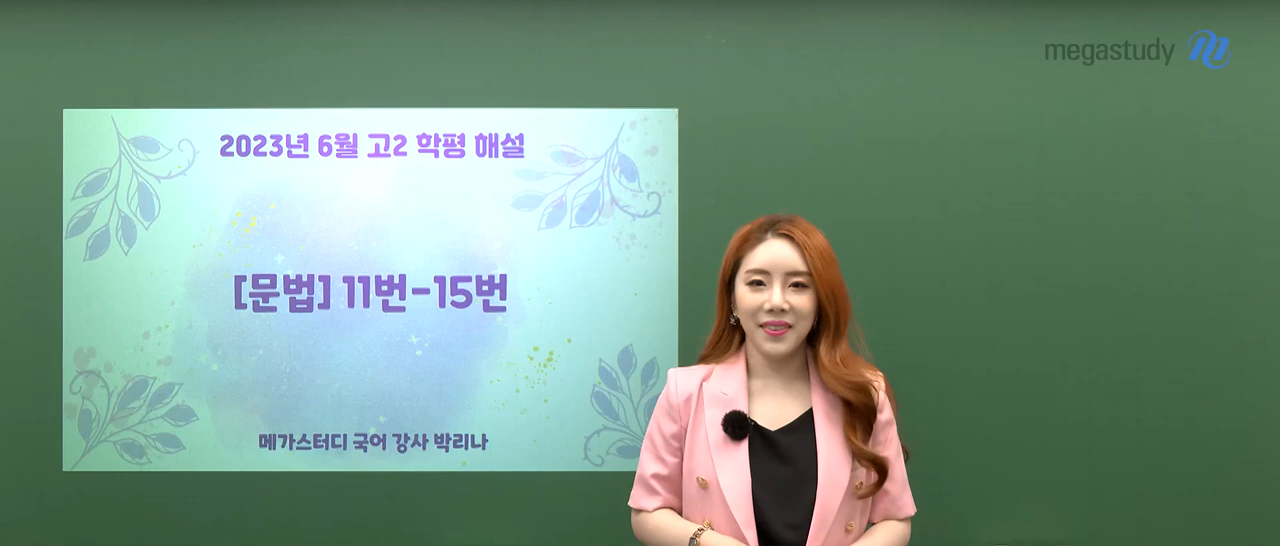 megastudy
2023년 6월 고2 학평 해설
[문법] 11번-15번
메가스터디 국어 강사 박리나